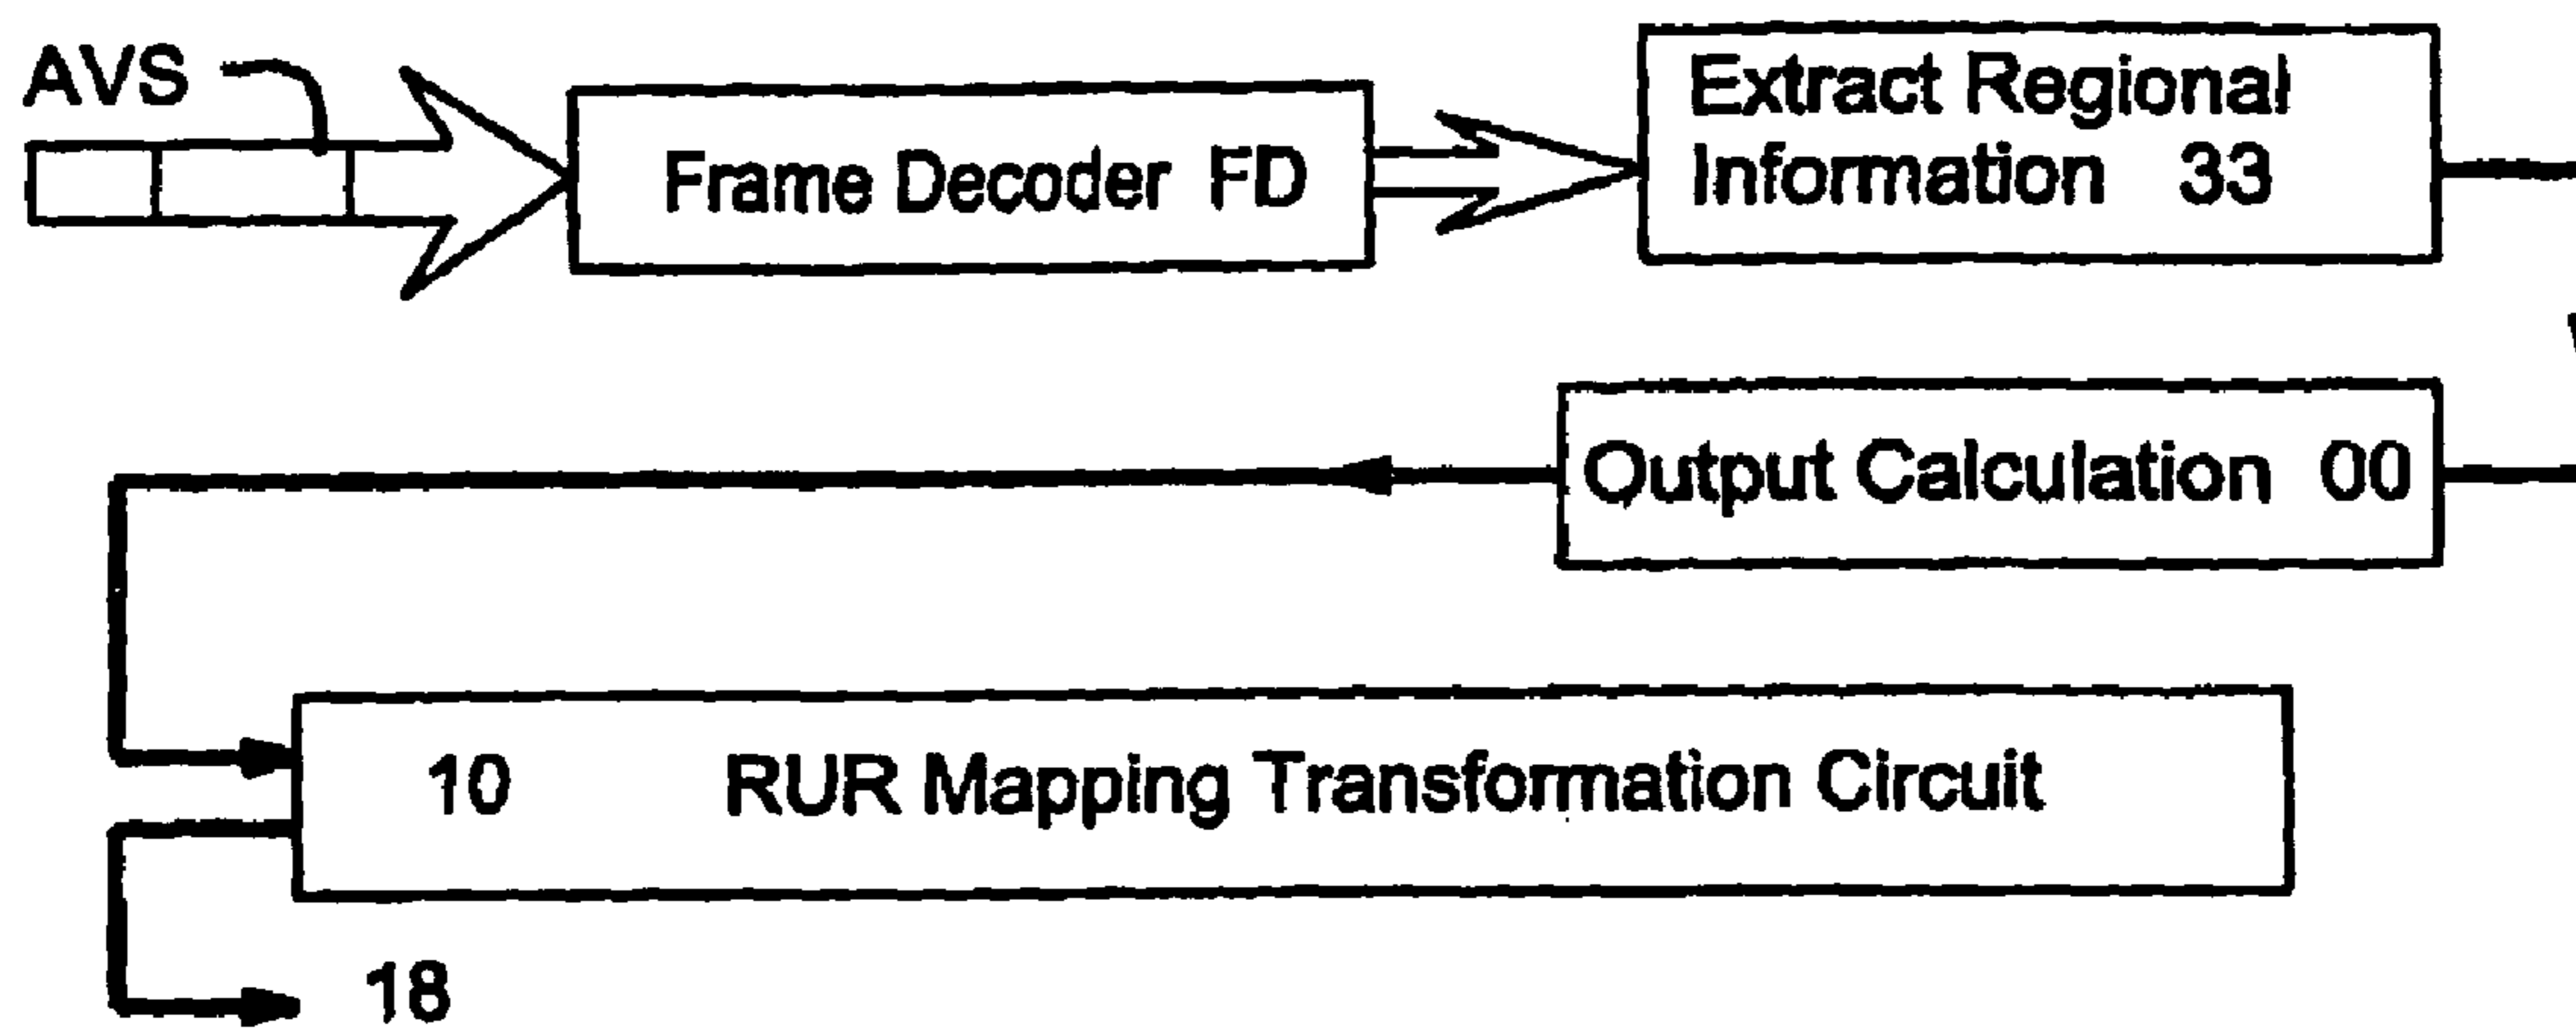 AVS
Frame Decoder FD
Extract Regional
Information 33
Output Calculation 00
10 RUR Mapping Transformation Circuit
18